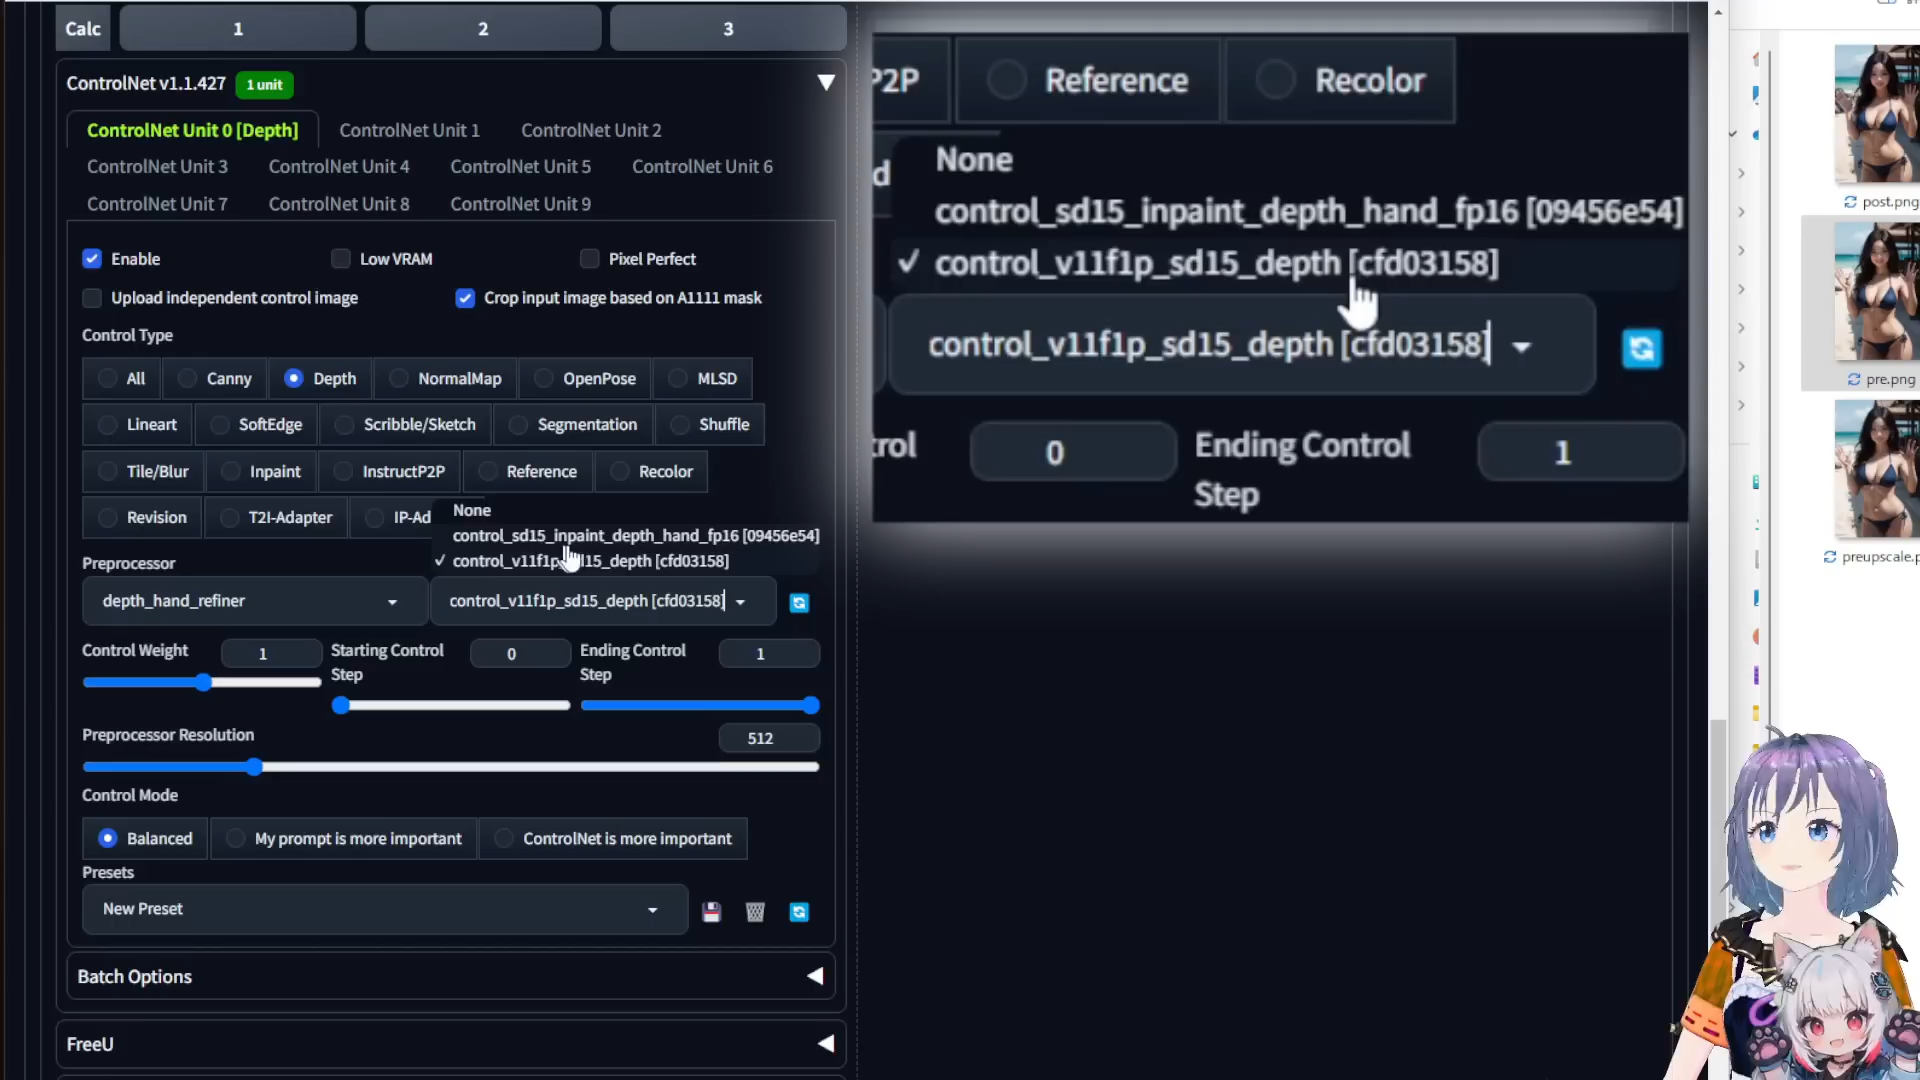 Calc 1 2 3
ControlNet v1.1.427 1 unit
ControlNet Unit 0 [Depth] ControlNet Unit 1 ControlNet Unit 2
ControlNet Unit 3 ControlNet Unit 4 ControlNet Unit 5 ControlNet Unit 6
ControlNet Unit 7 ControlNet Unit 8 ControlNet Unit 9
Enable Low VRAM Pixel Perfect
Upload independent control image Crop input image based on A1111 mask
Control Type
All Canny Depth NormalMap OpenPose MLSD
Lineart SoftEdge Scribble/Sketch Segmentation Shuffle
Tile/Blur Inpaint InstructP2P Reference Recolor
Revision T2I-Adapter IP-Ad
None
control_sd15_inpaint_depth_hand_fp16 [09456e54]
✓ control_v11f1p_sd15_depth [cfd03158]
Preprocessor
depth_hand_refiner control_v11f1p_sd15_depth [cfd03158]
Control Weight 1 Starting Control Step 0 Ending Control Step 1
Preprocessor Resolution 512
Control Mode
Balanced My prompt is more important ControlNet is more important
Presets
New Preset
Batch Options
FreeU
P2P Reference Recolor
None
control_sd15_inpaint_depth_hand_fp16 [09456e54]
✓ control_v11f1p_sd15_depth [cfd03158]
control_v11f1p_sd15_depth [cfd03158]
rol 0 Ending Control 1
Step
post.png
pre.png
preupscale.p